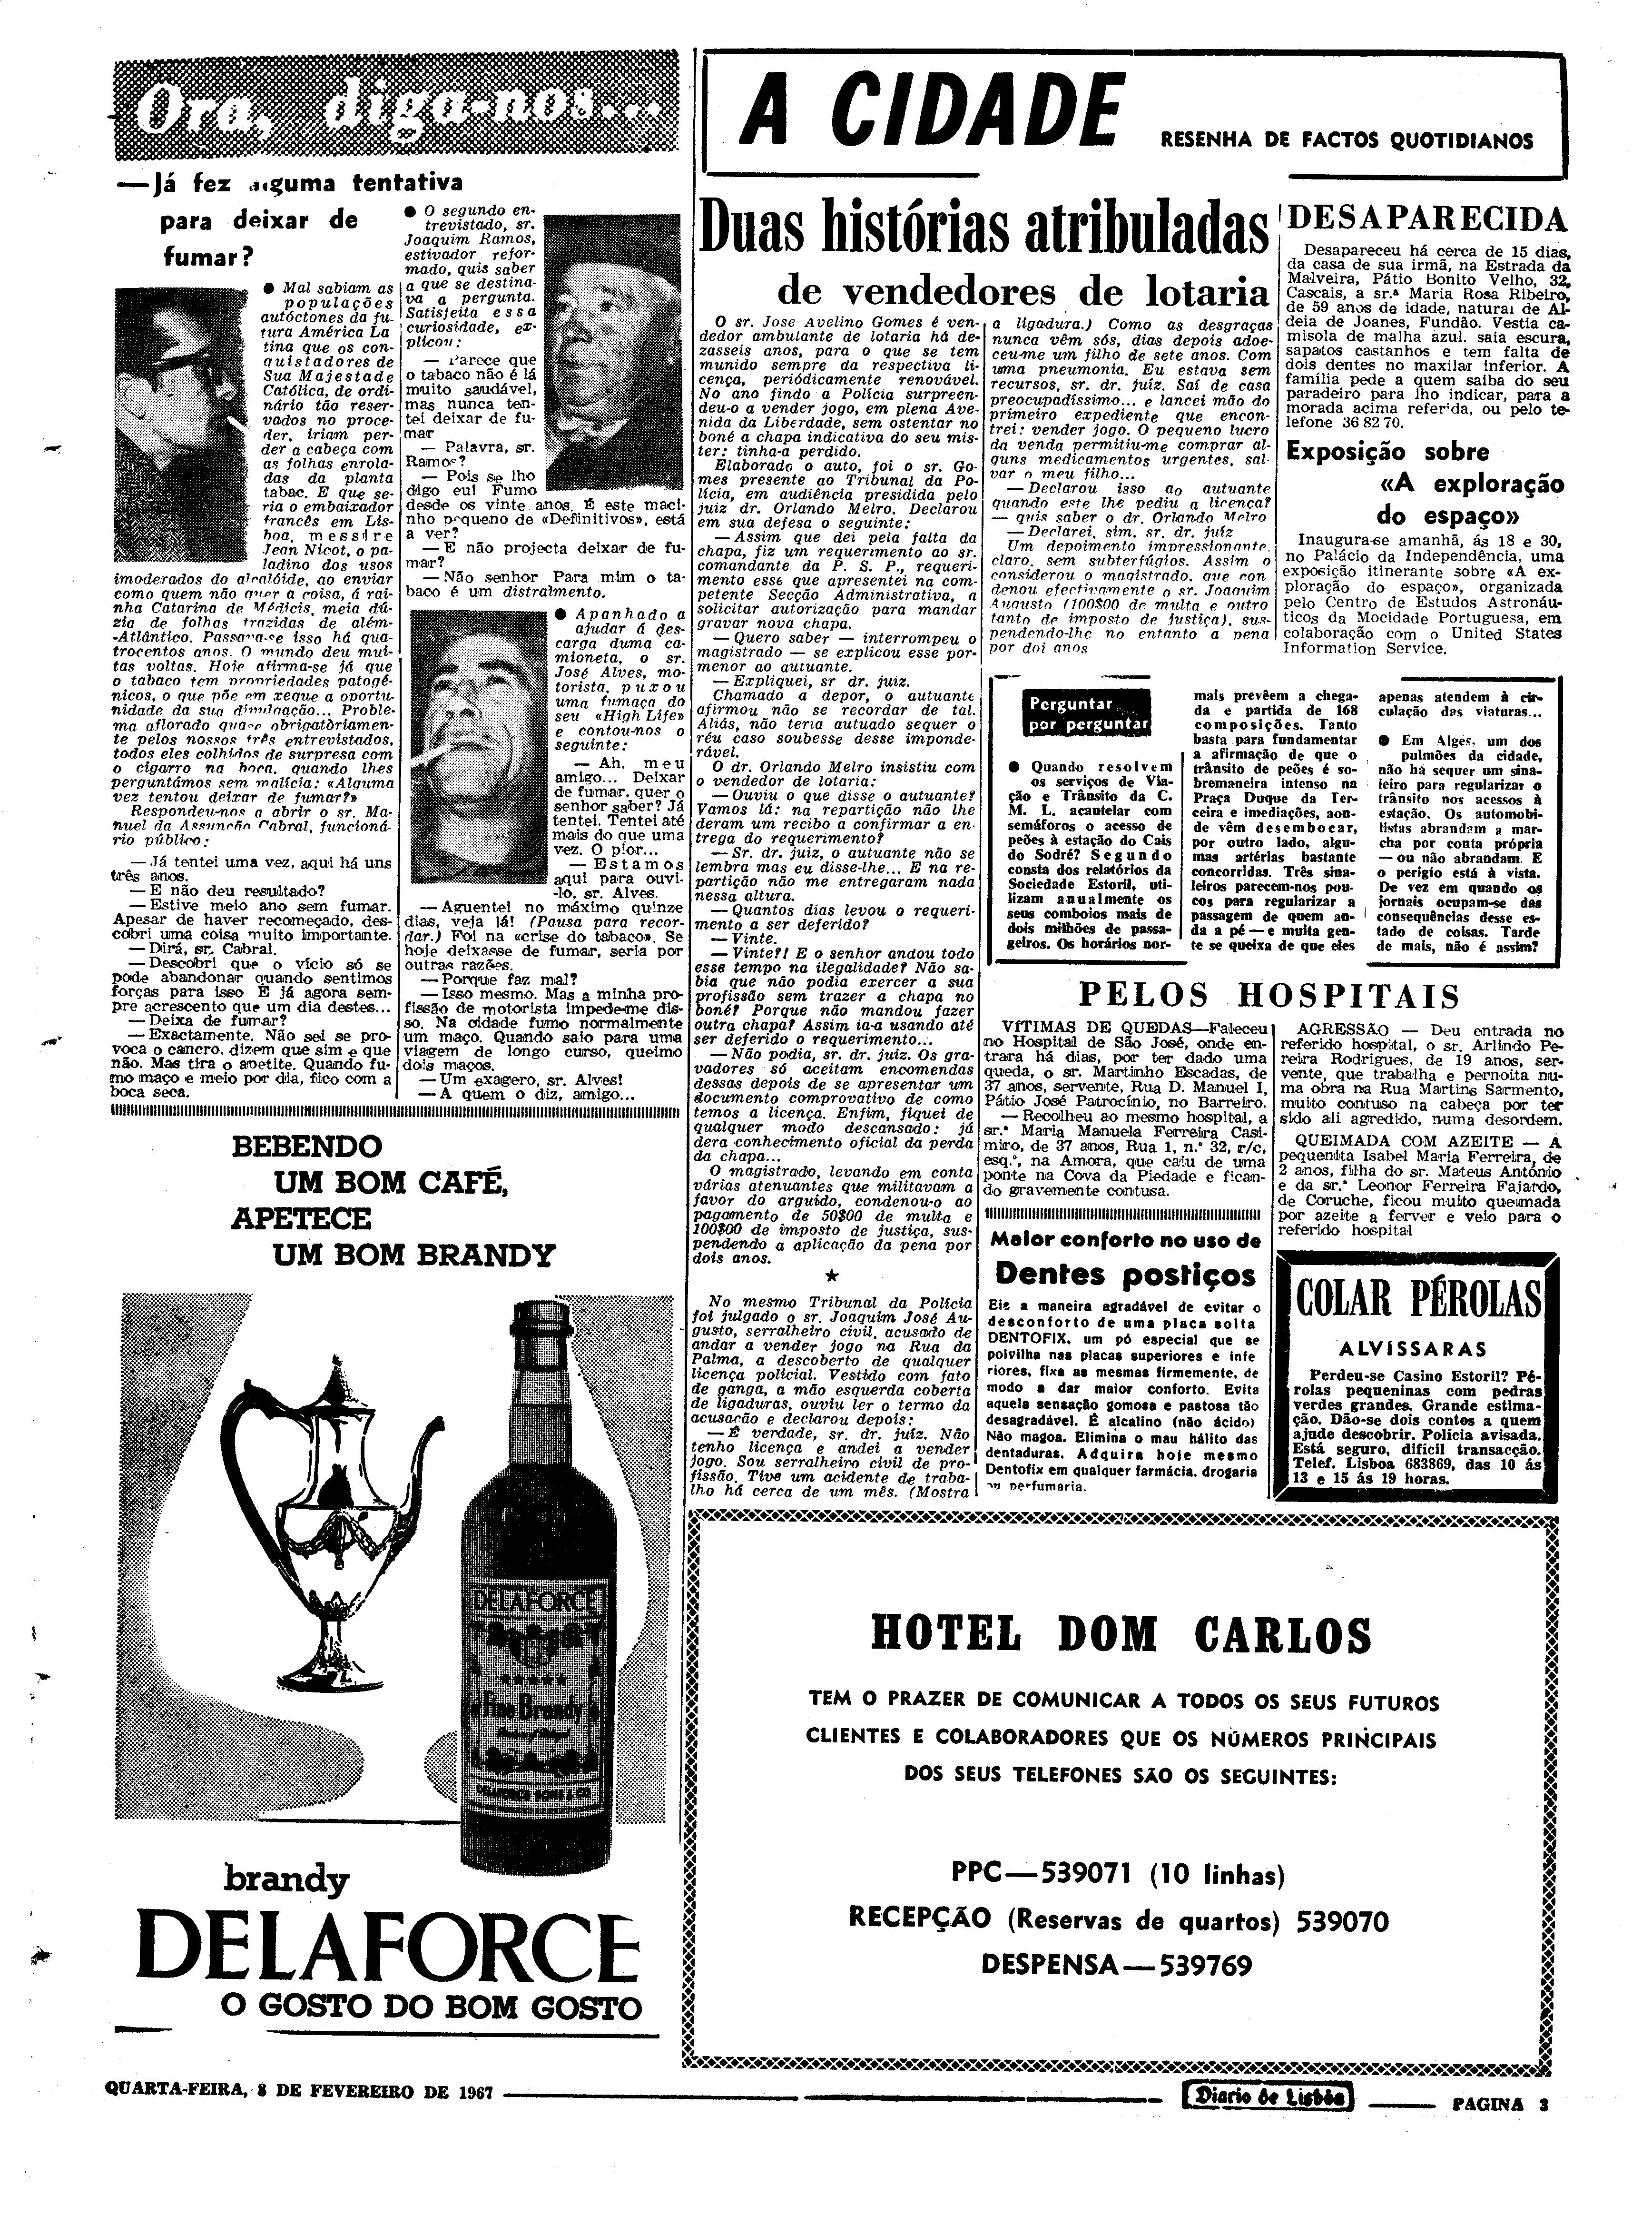 Ora, diga-nos...
—Já fez alguma tentativa
para deixar de
fumar?
● Mal sabiam as
populações
autóctones da fu-
tura América La
tina que os con-
quistadores de
Sua Majestade
Católica, de ordi-
nário tão reser-
vados no proce-
der, iriam per-
der a cabeça com
as folhas enrola-
das da planta
tabac. E que se-
ria o embaixador
francês em Lis-
boa, messire
Jean Nicot, o pa-
ladino dos usos
imoderados do alcalóide, ao enviar
como quem não quer a coisa, á rai-
nha Catarina de Médicis, meia dú-
zia de folhas trazidas de além-
-Atlântico. Passara-se isso há qua-
trocentos anos. O mundo deu mui-
tas voltas. Hoje afirma-se já que
o tabaco tem propriedades patogé-
nicos, o que põe em xeque a oportu-
nidade da sua divulgação... Proble-
ma aflorado quase obrigatòriamen-
te pelos nossos três entrevistados,
todos eles colhidos de surpresa com
o cigarro na boca, quando lhes
perguntámos sem malícia: «Alguma
vez tentou deixar de fumar?»
Respondeu-nos a abrir o sr. Ma-
nuel da Assunção Cabral, funcioná-
rio público:
— Já tentei uma vez, aqui há uns
três anos.
— E não deu resultado?
— Estive meio ano sem fumar.
Apesar de haver recomeçado, des-
cobri uma coisa muito importante.
— Dirá, sr. Cabral.
— Descobri que o vício só se
pode abandonar quando sentimos
forças para isso E já agora sem-
pre acrescento que um dia destes...
— Deixa de fumar?
— Exactamente. Não sei se pro-
voca o cancro, dizem que sim e que
não. Mas tira o apetite. Quando fu-
mo maço e meio por dia, fico com a
boca seca.
● O segundo en-
trevistado, sr.
Joaquim Ramos,
estivador refor-
mado, quis saber
a que se destina-
va a pergunta.
Satisfeita essa
curiosidade, ex-
plicou:
— Parece que
o tabaco não é lá
muito saudável,
mas nunca ten-
tei deixar de fu-
mar
— Palavra, sr.
Ramos?
— Pois se lho
digo eu! Fumo
desde os vinte anos. É este maci-
nho pequeno de «Definitivos», está
a ver?
— E não projecta deixar de fu-
mar?
— Não senhor Para mim o ta-
baco é um distraimento.
● Apanhado a
ajudar á des-
carga duma ca-
mioneta, o sr.
José Alves, mo-
torista, puxou
uma fumaça do
seu «High Life»
e contou-nos o
seguinte:
— Ah, meu
amigo... Deixar
de fumar, quer o
senhor saber? Já
tentei. Tentei até
mais do que uma
vez. O pior...
— Estamos
aqui para ouvi-
-lo, sr. Alves.
— Aguentei no máximo quinze
dias, veja lá! (Pausa para recor-
dar.) Foi na «crise do tabaco». Se
hoje deixasse de fumar, seria por
outras razões.
— Porque faz mal?
— Isso mesmo. Mas a minha pro-
fissão de motorista impede-me dis-
so. Na cidade fumo normalmente
um maço. Quando saio para uma
viagem de longo curso, queimo
dois maços.
— Um exagero, sr. Alves!
— A quem o diz, amigo...
BEBENDO
UM BOM CAFÉ,
APETECE
UM BOM BRANDY
DELAFORCE
Fine Brandy
DELAFORCE SONS & CO
brandy
DELAFORCE
O GOSTO DO BOM GOSTO
A CIDADE
RESENHA DE FACTOS QUOTIDIANOS
Duas histórias atribuladas
de vendedores de lotaria
O sr. Jose Avelino Gomes é ven-
dedor ambulante de lotaria há de-
zasseis anos, para o que se tem
munido sempre da respectiva li-
cença, periódicamente renovável.
No ano findo a Polícia surpreen-
deu-o a vender jogo, em plena Ave-
nida da Liberdade, sem ostentar no
boné a chapa indicativa do seu mis-
ter: tinha-a perdido.
Elaborado o auto, foi o sr. Go-
mes presente ao Tribunal da Po-
lícia, em audiência presidida pelo
juiz dr. Orlando Melro. Declarou
em sua defesa o seguinte:
— Assim que dei pela falta da
chapa, fiz um requerimento ao sr.
comandante da P. S. P., requeri-
mento esse que apresentei na com-
petente Secção Administrativa, a
solicitar autorização para mandar
gravar nova chapa.
— Quero saber — interrompeu o
magistrado — se explicou esse por-
menor ao autuante.
— Expliquei, sr dr. juiz.
Chamado a depor, o autuante
afirmou não se recordar de tal.
Aliás, não teria autuado sequer o
réu caso soubesse desse imponde-
rável.
O dr. Orlando Melro insistiu com
o vendedor de lotaria:
— Ouviu o que disse o autuante?
Vamos lá: na repartição não lhe
deram um recibo a confirmar a en-
trega do requerimento?
— Sr. dr. juiz, o autuante não se
lembra mas eu disse-lhe... E na re-
partição não me entregaram nada
nessa altura.
— Quantos dias levou o requeri-
mento a ser deferido?
— Vinte.
— Vinte?! E o senhor andou todo
esse tempo na ilegalidade? Não sa-
bia que não podia exercer a sua
profissão sem trazer a chapa no
boné? Porque não mandou fazer
outra chapa? Assim ia-a usando até
ser deferido o requerimento...
— Não podia, sr. dr. juiz. Os gra-
vadores só aceitam encomendas
dessas depois de se apresentar um
documento comprovativo de como
temos a licença. Enfim, fiquei de
qualquer modo descansado: já
dera conhecimento oficial da perda
da chapa...
O magistrado, levando em conta
várias atenuantes que militavam a
favor do arguido, condenou-o ao
pagamento de 50$00 de multa e
100$00 de imposto de justiça, sus-
pendendo a aplicação da pena por
dois anos.
★
No mesmo Tribunal da Polícia
foi julgado o sr. Joaquim José Au-
gusto, serralheiro civil, acusado de
andar a vender jogo na Rua da
Palma, a descoberto de qualquer
licença policial. Vestido com fato
de ganga, a mão esquerda coberta
de ligaduras, ouviu ler o termo da
acusação e declarou depois:
— É verdade, sr. dr. juiz. Não
tenho licença e andei a vender
jogo. Sou serralheiro civil de pro-
fissão. Tive um acidente de traba-
lho há cerca de um mês. (Mostra
a ligadura.) Como as desgraças
nunca vêm sós, dias depois adoe-
ceu-me um filho de sete anos. Com
uma pneumonia. Eu estava sem
recursos, sr. dr. juiz. Saí de casa
preocupadíssimo... e lancei mão do
primeiro expediente que encon-
trei: vender jogo. O pequeno lucro
da venda permitiu-me comprar al-
guns medicamentos urgentes, sal-
var o meu filho...
— Declarou isso ao autuante
quando este lhe pediu a licença?
— quis saber o dr. Orlando Melro
— Declarei, sim, sr. dr. juiz
Um depoimento impressionante,
claro, sem subterfúgios. Assim o
considerou o magistrado, que con
denou efectivamente o sr. Joaquim
Augusto (100$00 de multa e outro
tanto de imposto de justiça), sus-
pendendo-lhe no entanto a pena
por doi anos
DESAPARECIDA
Desapareceu há cerca de 15 dias,
da casa de sua irmã, na Estrada da
Malveira, Pátio Bonito Velho, 32,
Cascais, a sr.ª Maria Rosa Ribeiro,
de 59 anos de idade, natural de Al-
deia de Joanes, Fundão. Vestia ca-
misola de malha azul, saia escura,
sapatos castanhos e tem falta de
dois dentes no maxilar inferior. A
família pede a quem saiba do seu
paradeiro para lho indicar, para a
morada acima referida, ou pelo te-
lefone 36 82 70.
Exposição sobre
«A exploração
do espaço»
Inaugura-se amanhã, ás 18 e 30,
no Palácio da Independência, uma
exposição itinerante sobre «A ex-
ploração do espaço», organizada
pelo Centro de Estudos Astronáu-
ticos da Mocidade Portuguesa, em
colaboração com o United States
Information Service.
Perguntar
por perguntar
● Quando resolvem
os serviços de Via-
ção e Trânsito da C.
M. L. acautelar com
semáforos o acesso de
peões à estação do Cais
do Sodré? Segundo
consta dos relatórios da
Sociedade Estoril, uti-
lizam anualmente os
seus comboios mais de
dois milhões de passa-
geiros. Os horários nor-
mais prevêem a chega-
da e partida de 168
composições. Tanto
basta para fundamentar
a afirmação de que o
trânsito de peões é so-
bremaneira intenso na
Praça Duque da Ter-
ceira e imediações, aon-
de vêm desembocar,
por outro lado, algu-
mas artérias bastante
concorridas. Três sina-
leiros parecem-nos pou-
cos para regularizar a
passagem de quem an-
da a pé — e muita gen-
te se queixa de que eles
apenas atendem à cir-
culação das viaturas...
● Em Algés, um dos
pulmões da cidade,
não há sequer um sina-
leiro para regularizar o
trânsito nos acessos à
estação. Os automobi-
listas abrandam a mar-
cha por conta própria
— ou não abrandam. E
o perigio está à vista.
De vez em quando os
jornais ocupam-se das
consequências desse es-
tado de coisas. Tarde
de mais, não é assim?
PELOS HOSPITAIS
VÍTIMAS DE QUEDAS—Faleceu
no Hospital de São José, onde en-
trara há dias, por ter dado uma
queda, o sr. Martinho Escadas, de
37 anos, servente, Rua D. Manuel I,
Pátio José Patrocínio, no Barreiro.
— Recolheu ao mesmo hospital, a
sr.ª Maria Manuela Ferreira Casi-
miro, de 37 anos, Rua 1, n.º 32, r/c,
esq.º, na Amora, que caiu de uma
ponte na Cova da Piedade e fican-
do gravemente contusa.
AGRESSÃO — Deu entrada no
referido hospital, o sr. Arlindo Pe-
reira Rodrigues, de 19 anos, ser-
vente, que trabalha e pernoita nu-
ma obra na Rua Martins Sarmento,
muito contuso na cabeça por ter
sido ali agredido, numa desordem.
QUEIMADA COM AZEITE — A
pequenita Isabel Maria Ferreira, de
2 anos, filha do sr. Mateus António
e da sr.ª Leonor Ferreira Fajardo,
de Coruche, ficou muito queimada
por azeite a ferver e veio para o
referido hospital
Maior conforto no uso de
Dentes postiços
Eis a maneira agradável de evitar o
desconforto de uma placa solta
DENTOFIX, um pó especial que se
polvilha nas placas superiores e infe
riores, fixa as mesmas firmemente, de
modo a dar maior conforto. Evita
aquela sensação gomosa e pastosa tão
desagradável. É alcalino (não ácido)
Não magoa. Elimina o mau hálito das
dentaduras. Adquira hoje mesmo
Dentofix em qualquer farmácia, drogaria
ou perfumaria.
COLAR PÉROLAS
ALVÍSSARAS
Perdeu-se Casino Estoril? Pé-
rolas pequeninas com pedras
verdes grandes. Grande estima-
ção. Dão-se dois contos a quem
ajude descobrir. Polícia avisada.
Está seguro, difícil transacção.
Telef. Lisboa 683869, das 10 ás
13 e 15 ás 19 horas.
HOTEL DOM CARLOS
TEM O PRAZER DE COMUNICAR A TODOS OS SEUS FUTUROS
CLIENTES E COLABORADORES QUE OS NÚMEROS PRINCIPAIS
DOS SEUS TELEFONES SÃO OS SEGUINTES:
PPC—539071 (10 linhas)
RECEPÇÃO (Reservas de quartos) 539070
DESPENSA—539769
QUARTA-FEIRA, 8 DE FEVEREIRO DE 1967
Diario de Lisbôa
PAGINA 3